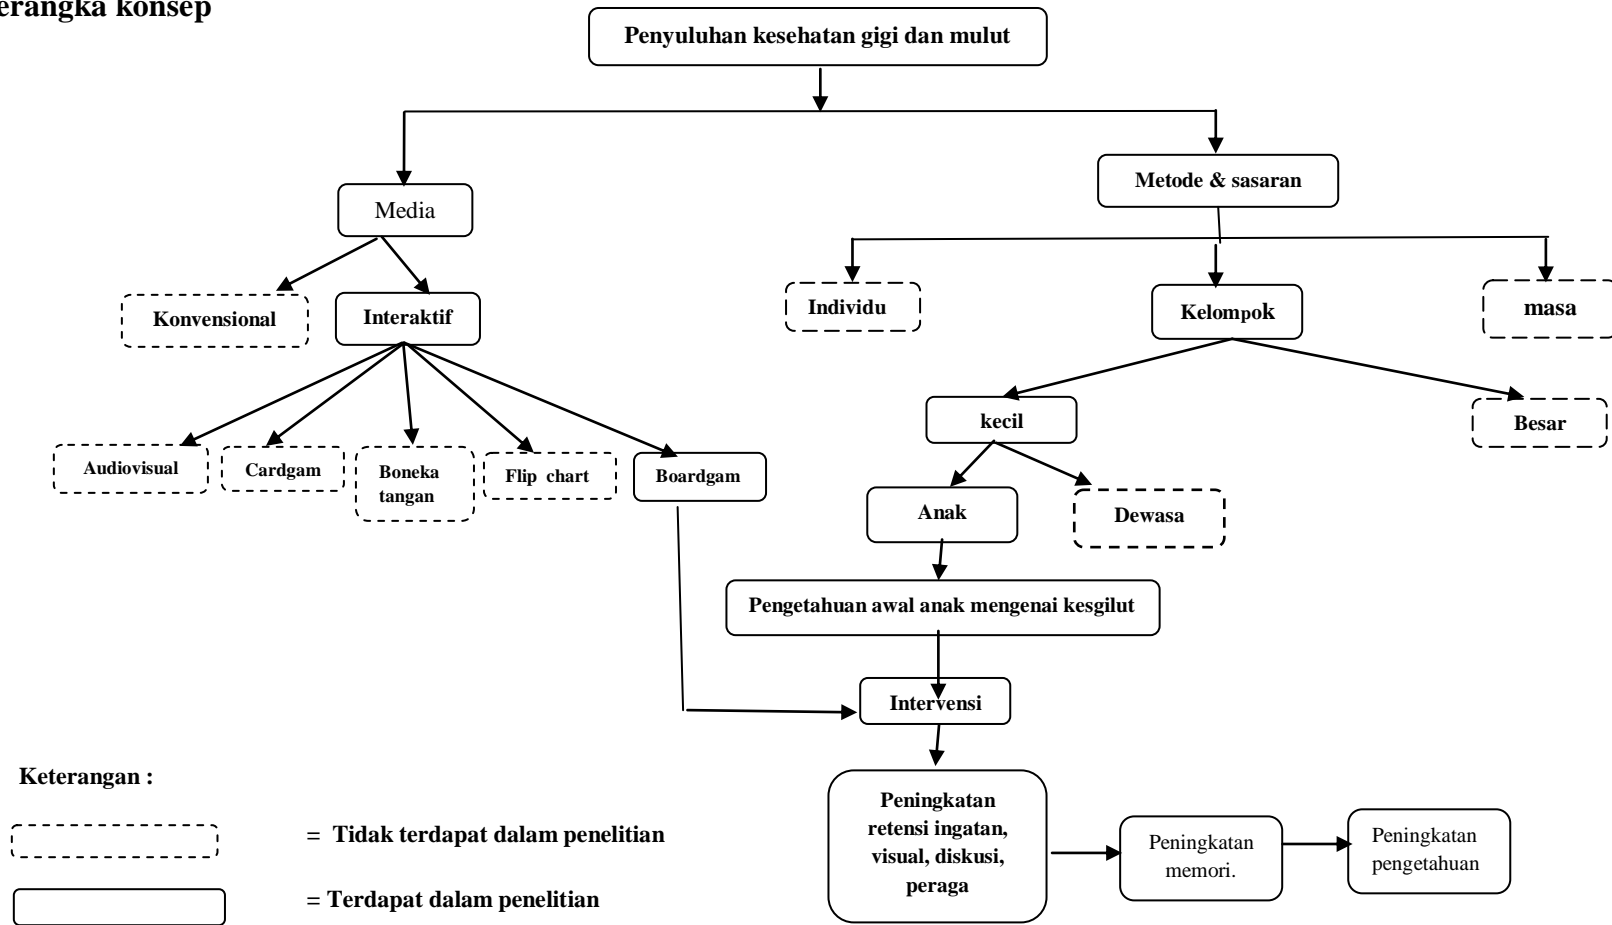 erangka konsep
Penyuluhan kesehatan gigi dan mulut
Metode & sasaran
Media
Konvensional
Interaktif
Individu
Kelompok
masa
kecil
Besar
Audiovisual
Cardgam
Boneka
tangan
Flip chart
Boardgam
Anak
Dewasa
Pengetahuan awal anak mengenai kesgilut
Intervensi
Peningkatan
retensi ingatan,
visual, diskusi,
peraga
Peningkatan
memori.
Peningkatan
pengetahuan
Keterangan :
= Tidak terdapat dalam penelitian
= Terdapat dalam penelitian